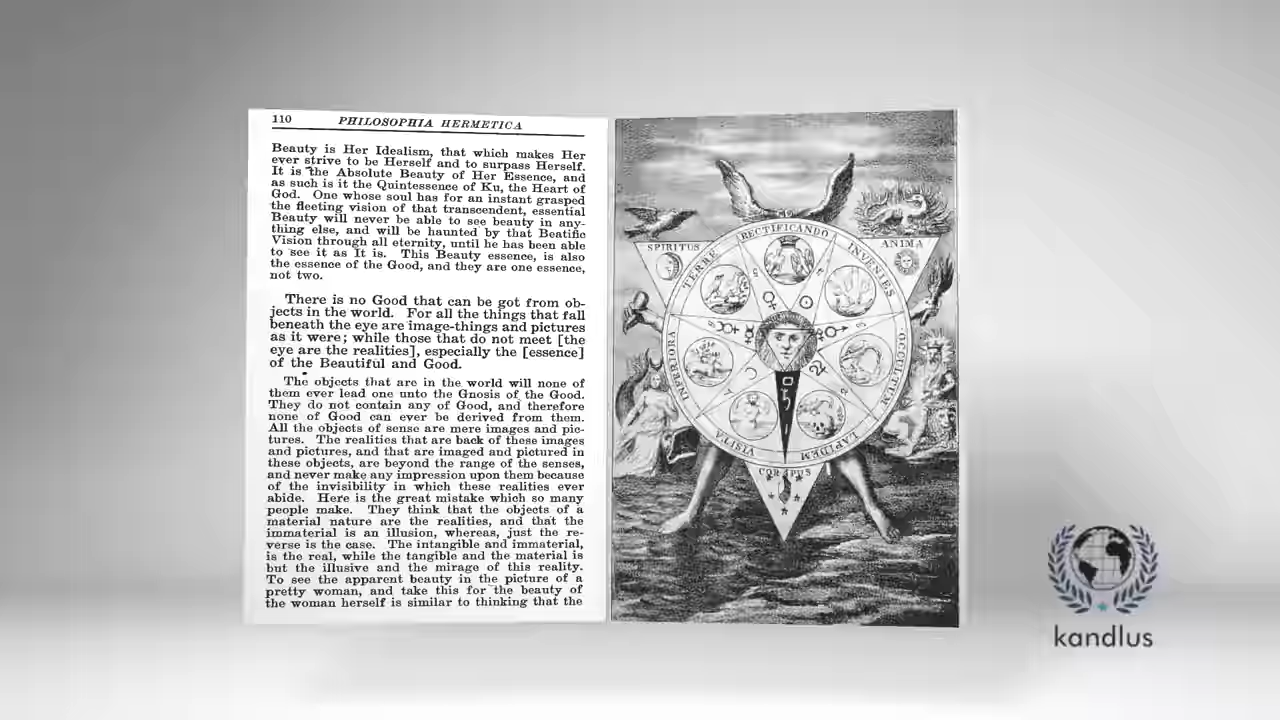 110 PHILOSOPHIA HERMETICA
Beauty is Her Idealism, that which makes Her
ever strive to be Herself and to surpass Herself.
It is the Absolute Beauty of Her Essence, and
as such is it the Quintessence of Ku, the Heart of
God. One whose soul has for an instant grasped
the fleeting vision of that transcendent, essential
Beauty will never be able to see beauty in any-
thing else, and will be haunted by that Beatific
Vision through all eternity, until he has been able
to see it as It is. This Beauty essence, is also
the essence of the Good, and they are one essence,
not two.
There is no Good that can be got from ob-
jects in the world. For all the things that fall
beneath the eye are image-things and pictures
as it were; while those that do not meet [the
eye are the realities], especially the [essence]
of the Beautiful and Good.
The objects that are in the world will none of
them ever lead one unto the Gnosis of the Good.
They do not contain any of Good, and therefore
none of Good can ever be derived from them.
All the objects of sense are mere images and pic-
tures. The realities that are back of these images
and pictures, and that are imaged and pictured in
these objects, are beyond the range of the senses,
and never make any impression upon them because
of the invisibility in which these realities ever
abide. Here is the great mistake which so many
people make. They think that the objects of a
material nature are the realities, and that the
immaterial is an illusion, whereas, just the re-
verse is the case. The intangible and immaterial,
is the real, while the tangible and the material is
but the illusive and the mirage of this reality.
To see the apparent beauty in the picture of a
pretty woman, and take this for the beauty of
the woman herself is similar to thinking that the
SPIRITUS
ANIMA
VISITA
INFERIORA
TERRE
RECTIFICANDO
INVENIES
OCCULTUM
LAPIDEM
CORPUS
kandlus